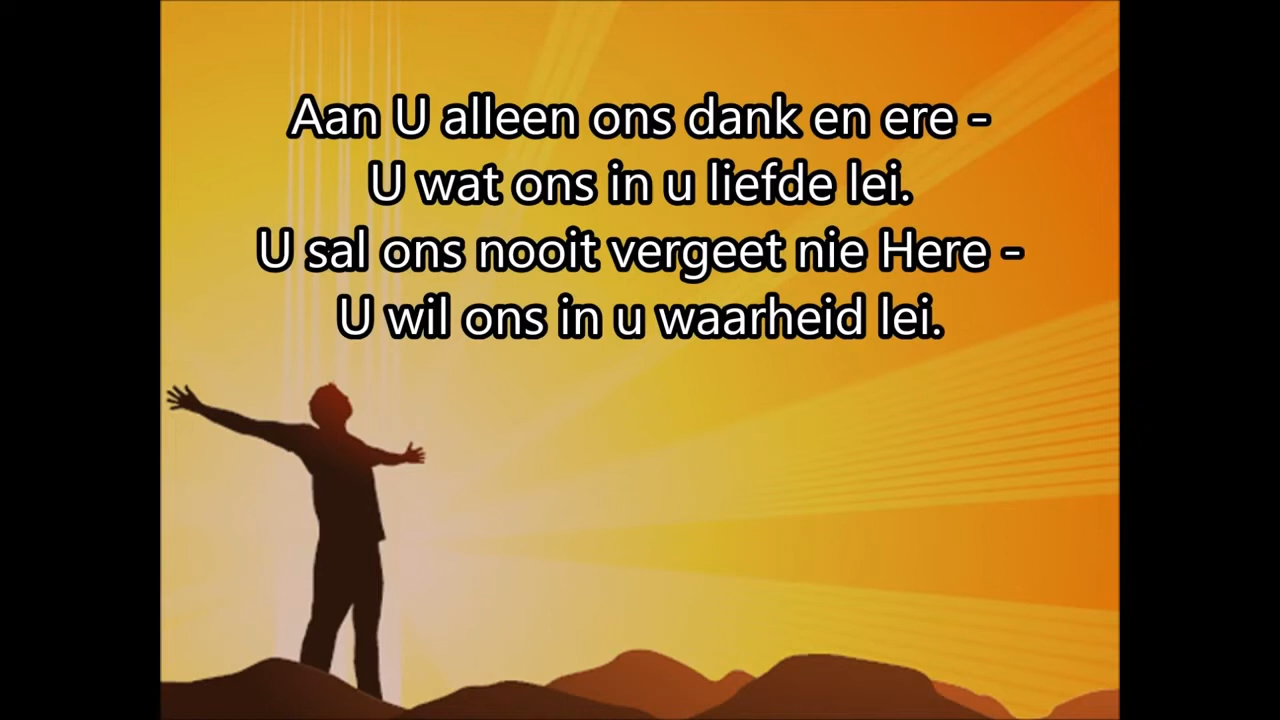 Aan U alleen ons dank en ere -
U wat ons in u liefde lei.
U sal ons nooit vergeet nie Here -
U wil ons in u waarheid lei.